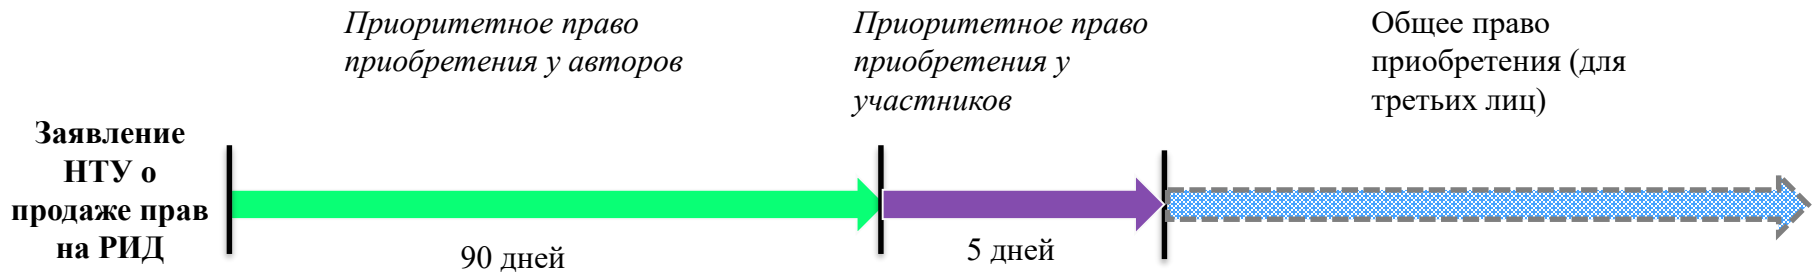 Приоритетное право
приобретения у авторов
Приоритетное право
приобретения у
участников
Общее право
приобретения (для
третьих лиц)
Заявление
НТУ о
продаже прав
на РИД
90 дней
5 дней